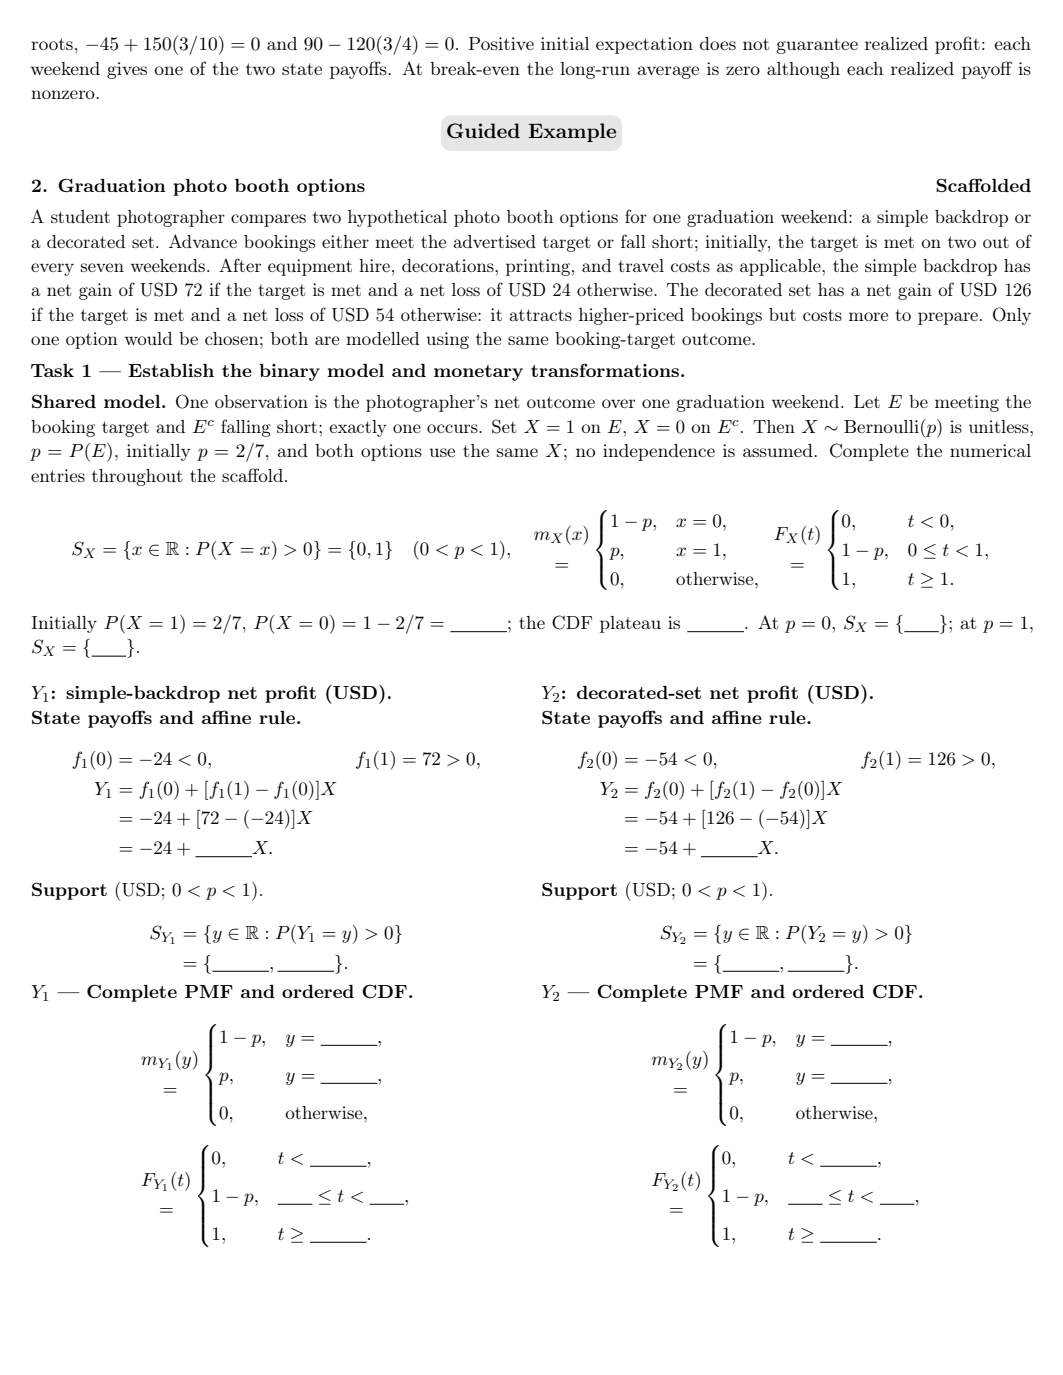 roots, −45 + 150(3/10) = 0 and 90 − 120(3/4) = 0. Positive initial expectation does not guarantee realized profit: each
weekend gives one of the two state payoffs. At break-even the long-run average is zero although each realized payoff is
nonzero.
Guided Example
2. Graduation photo booth options Scaffolded
A student photographer compares two hypothetical photo booth options for one graduation weekend: a simple backdrop or
a decorated set. Advance bookings either meet the advertised target or fall short; initially, the target is met on two out of
every seven weekends. After equipment hire, decorations, printing, and travel costs as applicable, the simple backdrop has
a net gain of USD 72 if the target is met and a net loss of USD 24 otherwise. The decorated set has a net gain of USD 126
if the target is met and a net loss of USD 54 otherwise: it attracts higher-priced bookings but costs more to prepare. Only
one option would be chosen; both are modelled using the same booking-target outcome.
Task 1 — Establish the binary model and monetary transformations.
Shared model. One observation is the photographer's net outcome over one graduation weekend. Let E be meeting the
booking target and Eᶜ falling short; exactly one occurs. Set X = 1 on E, X = 0 on Eᶜ. Then X ∼ Bernoulli(p) is unitless,
p = P(E), initially p = 2/7, and both options use the same X; no independence is assumed. Complete the numerical
entries throughout the scaffold.
S_X = {x ∈ ℝ : P(X = x) > 0} = {0, 1} (0 < p < 1), m_X(x) = { 1 − p, x = 0, p, x = 1, 0, otherwise, F_X(t) = { 0, t < 0, 1 − p, 0 ≤ t < 1, 1, t ≥ 1.
Initially P(X = 1) = 2/7, P(X = 0) = 1 − 2/7 = ______; the CDF plateau is ______. At p = 0, S_X = {____}; at p = 1,
S_X = {____}.
Y₁: simple-backdrop net profit (USD).
State payoffs and affine rule.
f₁(0) = −24 < 0, f₁(1) = 72 > 0,
Y₁ = f₁(0) + [f₁(1) − f₁(0)]X
= −24 + [72 − (−24)]X
= −24 + ______X.
Support (USD; 0 < p < 1).
S_{Y₁} = {y ∈ ℝ : P(Y₁ = y) > 0}
= {______, ______}.
Y₁ — Complete PMF and ordered CDF.
m_{Y₁}(y) = { 1 − p, y = ______,
p, y = ______,
0, otherwise,
F_{Y₁}(t) = { 0, t < ______,
1 − p, ____ ≤ t < ____,
1, t ≥ ______.
Y₂: decorated-set net profit (USD).
State payoffs and affine rule.
f₂(0) = −54 < 0, f₂(1) = 126 > 0,
Y₂ = f₂(0) + [f₂(1) − f₂(0)]X
= −54 + [126 − (−54)]X
= −54 + ______X.
Support (USD; 0 < p < 1).
S_{Y₂} = {y ∈ ℝ : P(Y₂ = y) > 0}
= {______, ______}.
Y₂ — Complete PMF and ordered CDF.
m_{Y₂}(y) = { 1 − p, y = ______,
p, y = ______,
0, otherwise,
F_{Y₂}(t) = { 0, t < ______,
1 − p, ____ ≤ t < ____,
1, t ≥ ______.